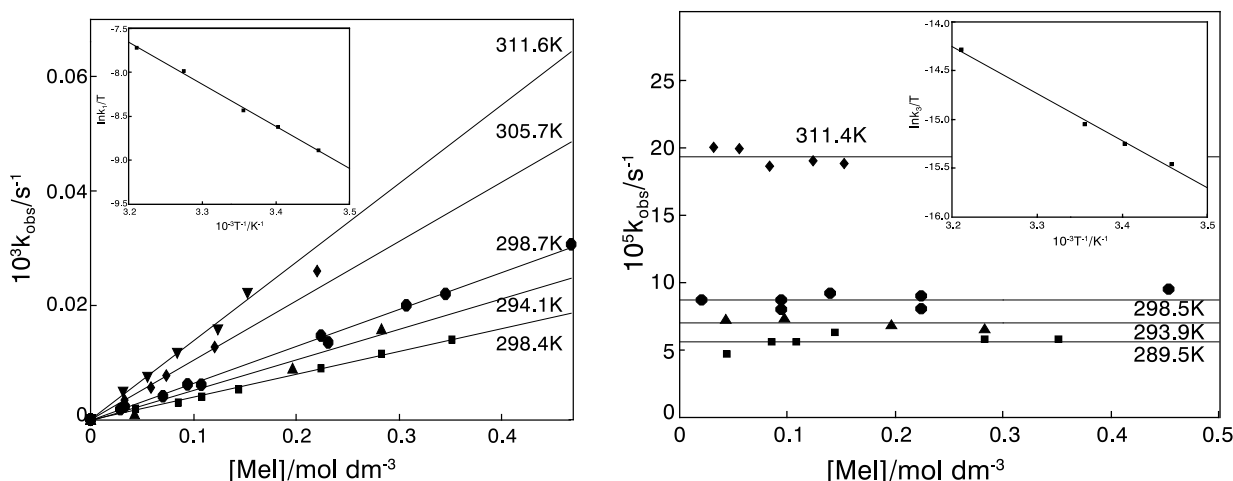 -7.5
-8.0
-8.5
-9.0
-9.5
lnk₁/T
3.2
3.3
3.4
3.5
10⁻³T⁻¹/K⁻¹
0.06
0.04
0.02
0
10³k_obs/s⁻¹
311.6K
305.7K
298.7K
294.1K
298.4K
0
0.1
0.2
0.3
0.4
[MeI]/mol dm⁻³
-14.0
-14.5
-15.0
-15.5
-16.0
lnk₃/T
3.2
3.3
3.4
3.5
10⁻³T⁻¹/K⁻¹
25
20
15
10
5
0
10⁵k_obs/s⁻¹
311.4K
298.5K
293.9K
289.5K
0
0.1
0.2
0.3
0.4
0.5
[MeI]/mol dm⁻³